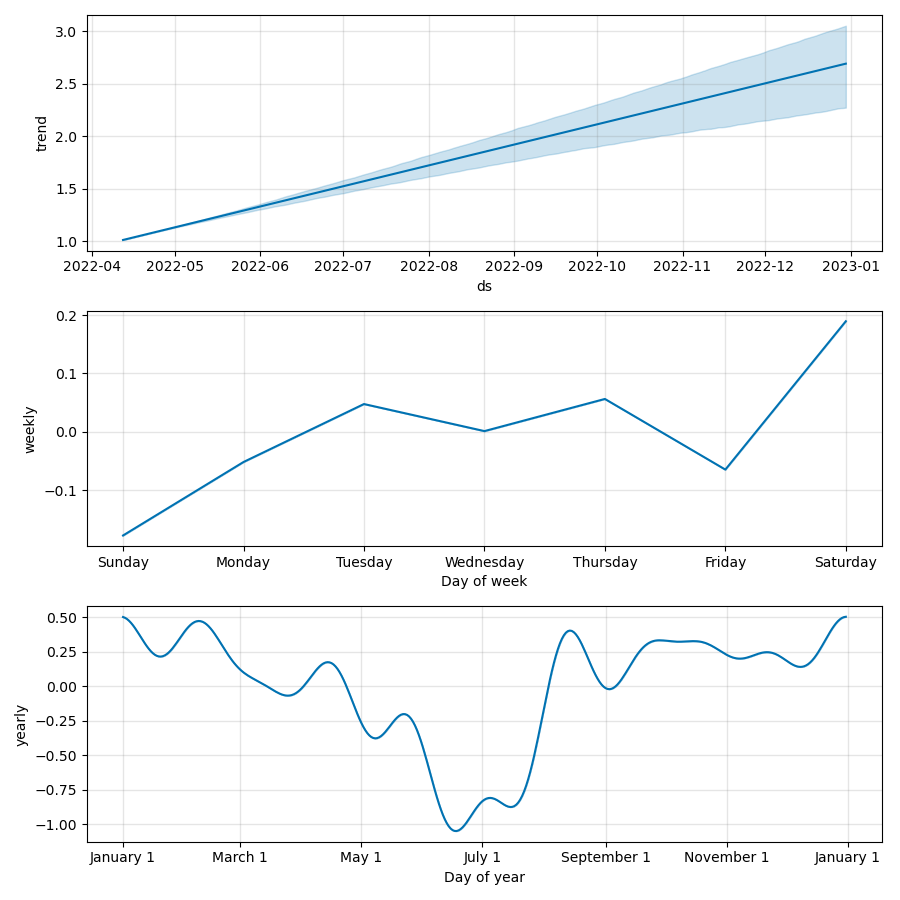 3.0
2.5
2.0
1.5
1.0
trend
2022-04 2022-05 2022-06 2022-07 2022-08 2022-09 2022-10 2022-11 2022-12 2023-01
ds
0.2
0.1
0.0
−0.1
weekly
Sunday Monday Tuesday Wednesday Thursday Friday Saturday
Day of week
0.50
0.25
0.00
−0.25
−0.50
−0.75
−1.00
yearly
January 1 March 1 May 1 July 1 September 1 November 1 January 1
Day of year